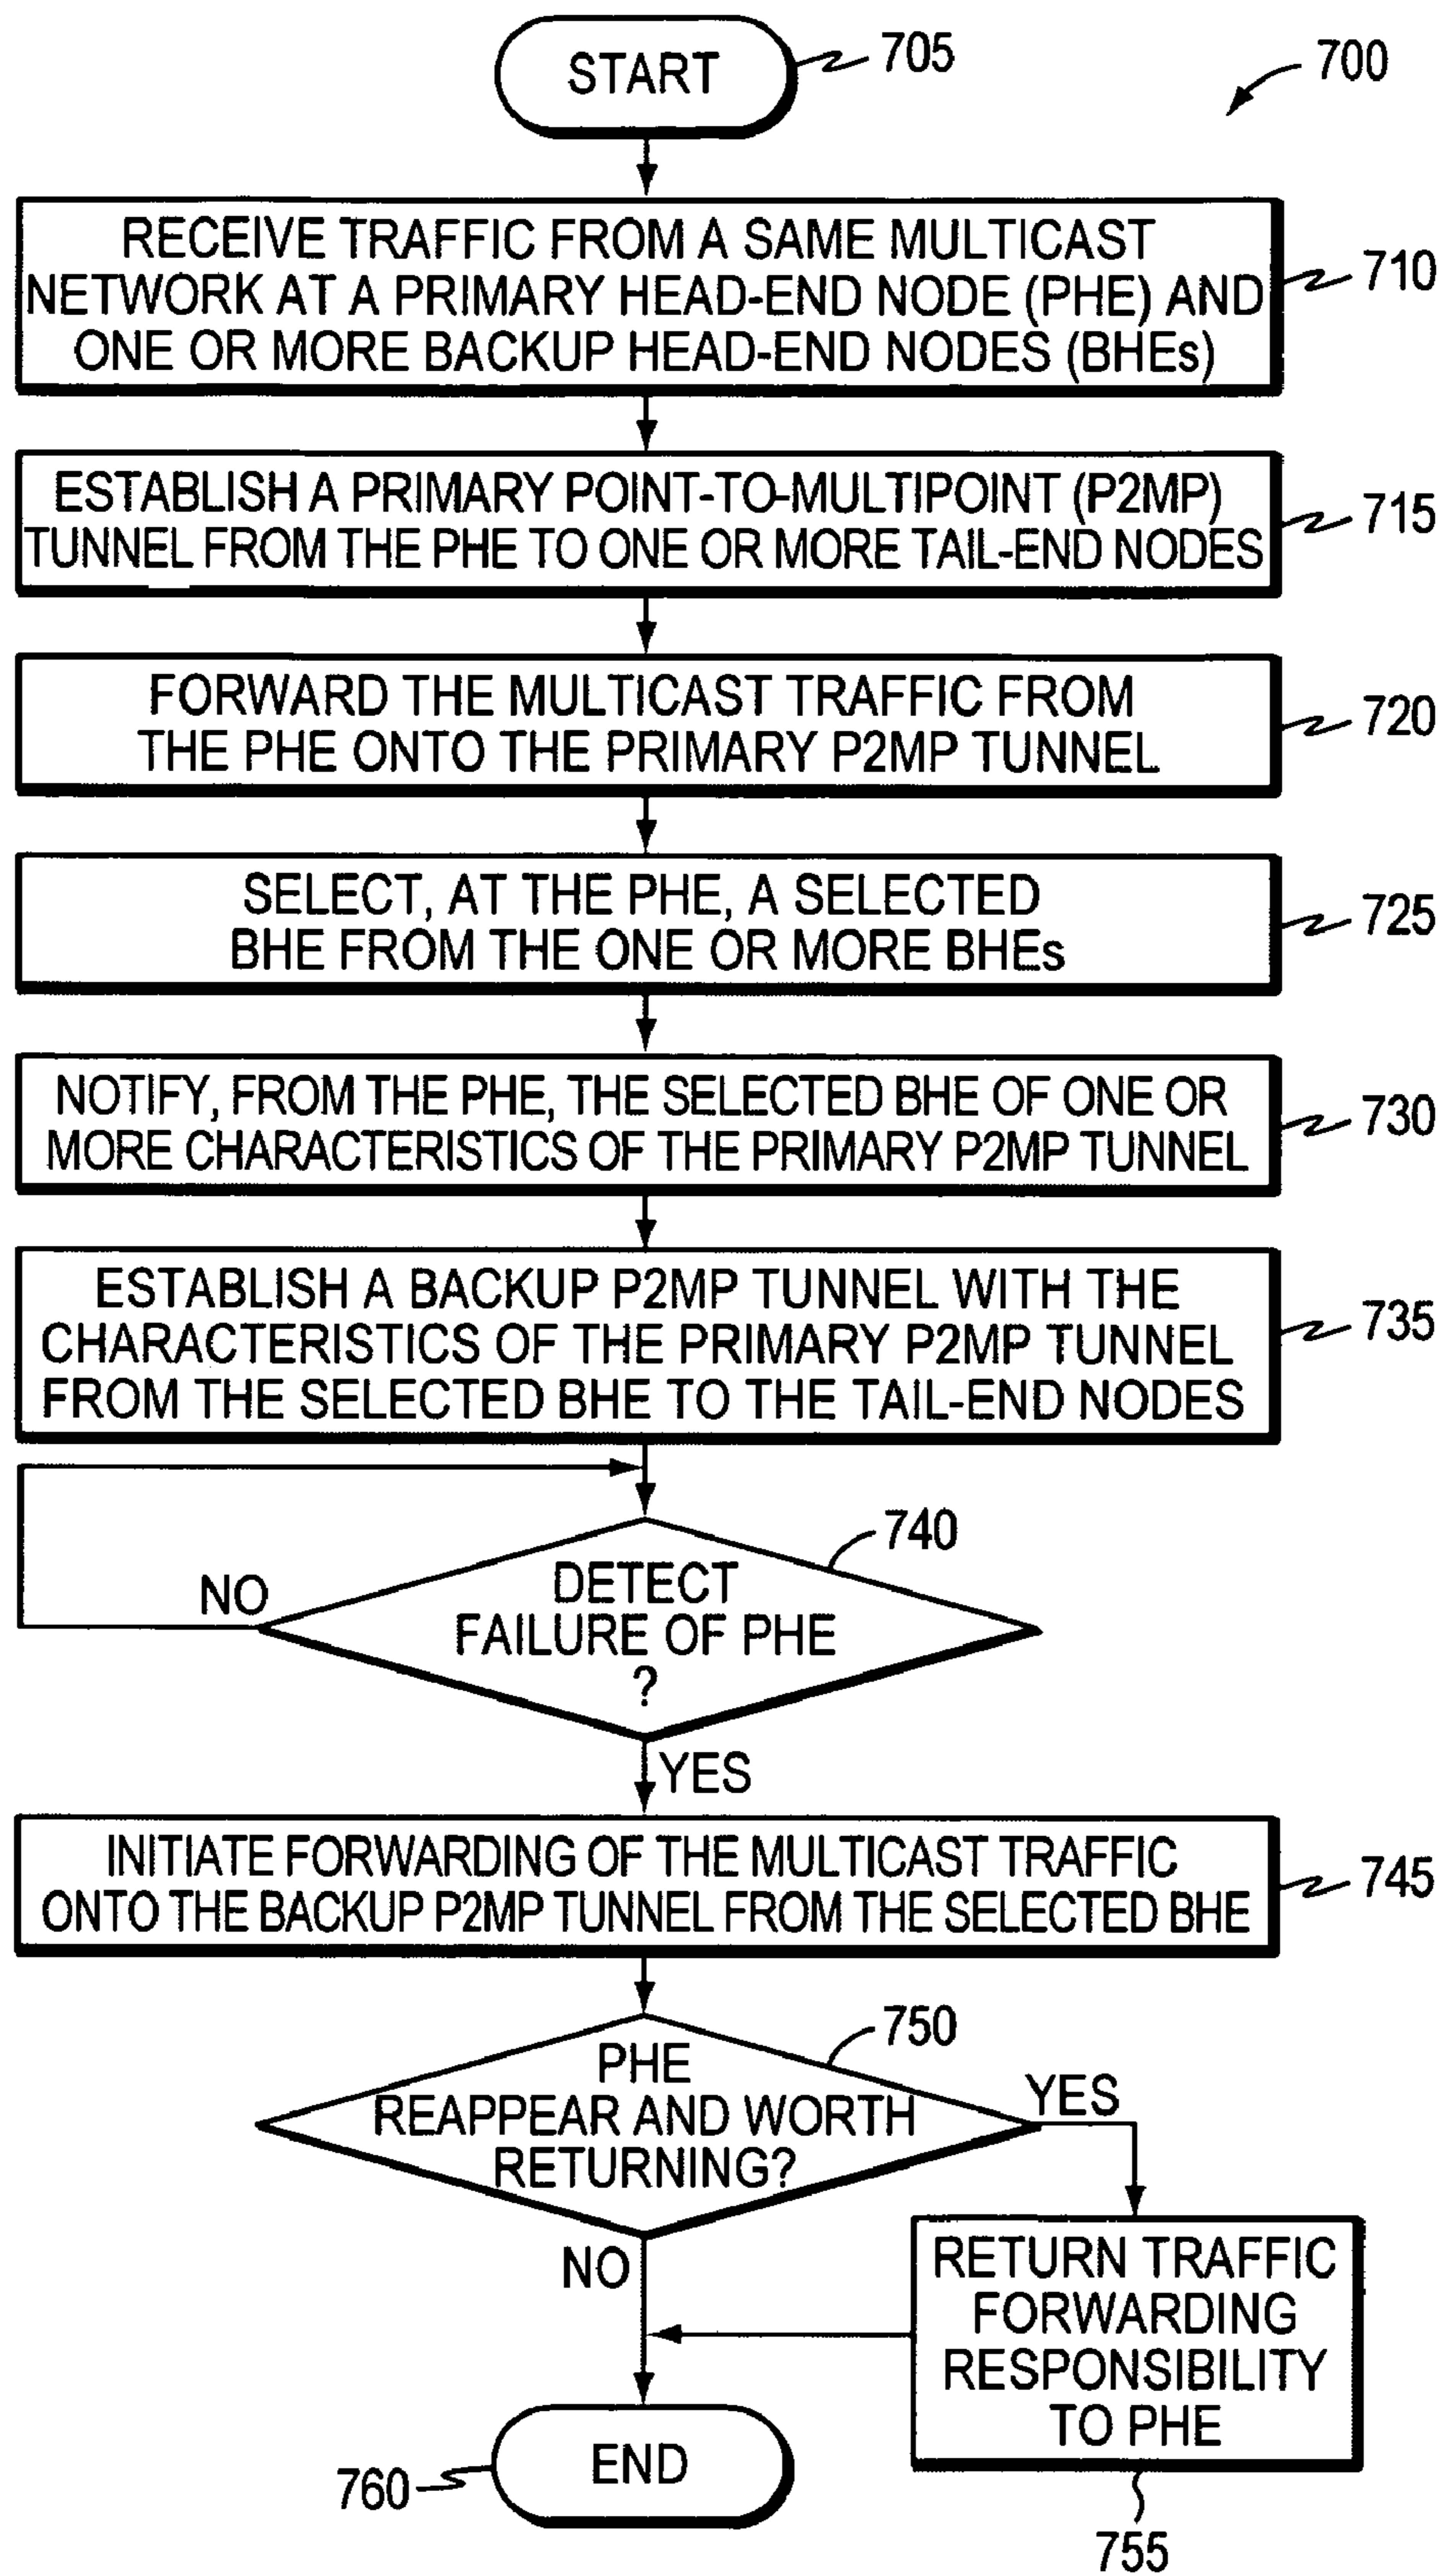 START
705
700
RECEIVE TRAFFIC FROM A SAME MULTICAST
NETWORK AT A PRIMARY HEAD-END NODE (PHE) AND
ONE OR MORE BACKUP HEAD-END NODES (BHEs)
710
ESTABLISH A PRIMARY POINT-TO-MULTIPOINT (P2MP)
TUNNEL FROM THE PHE TO ONE OR MORE TAIL-END NODES
715
FORWARD THE MULTICAST TRAFFIC FROM
THE PHE ONTO THE PRIMARY P2MP TUNNEL
720
SELECT, AT THE PHE, A SELECTED
BHE FROM THE ONE OR MORE BHEs
725
NOTIFY, FROM THE PHE, THE SELECTED BHE OF ONE OR
MORE CHARACTERISTICS OF THE PRIMARY P2MP TUNNEL
730
ESTABLISH A BACKUP P2MP TUNNEL WITH THE
CHARACTERISTICS OF THE PRIMARY P2MP TUNNEL
FROM THE SELECTED BHE TO THE TAIL-END NODES
735
740
DETECT
FAILURE OF PHE
?
NO
YES
INITIATE FORWARDING OF THE MULTICAST TRAFFIC
ONTO THE BACKUP P2MP TUNNEL FROM THE SELECTED BHE
745
750
PHE
REAPPEAR AND WORTH
RETURNING?
YES
NO
RETURN TRAFFIC
FORWARDING
RESPONSIBILITY
TO PHE
755
END
760